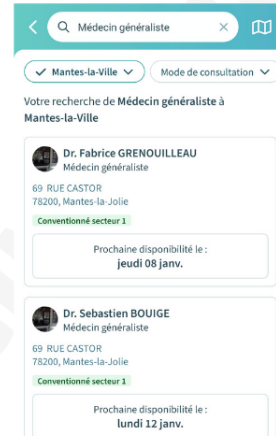 Médecin généraliste
Mantes-la-Ville
Mode de consultation
Votre recherche de Médecin généraliste à
Mantes-la-Ville
Dr. Fabrice GRENOUILLEAU
Médecin généraliste
69 RUE CASTOR
78200, Mantes-la-Jolie
Conventionné secteur 1
Prochaine disponibilité le :
jeudi 08 janv.
Dr. Sebastien BOUIGE
Médecin généraliste
69 RUE CASTOR
78200, Mantes-la-Jolie
Conventionné secteur 1
Prochaine disponibilité le :
lundi 12 janv.